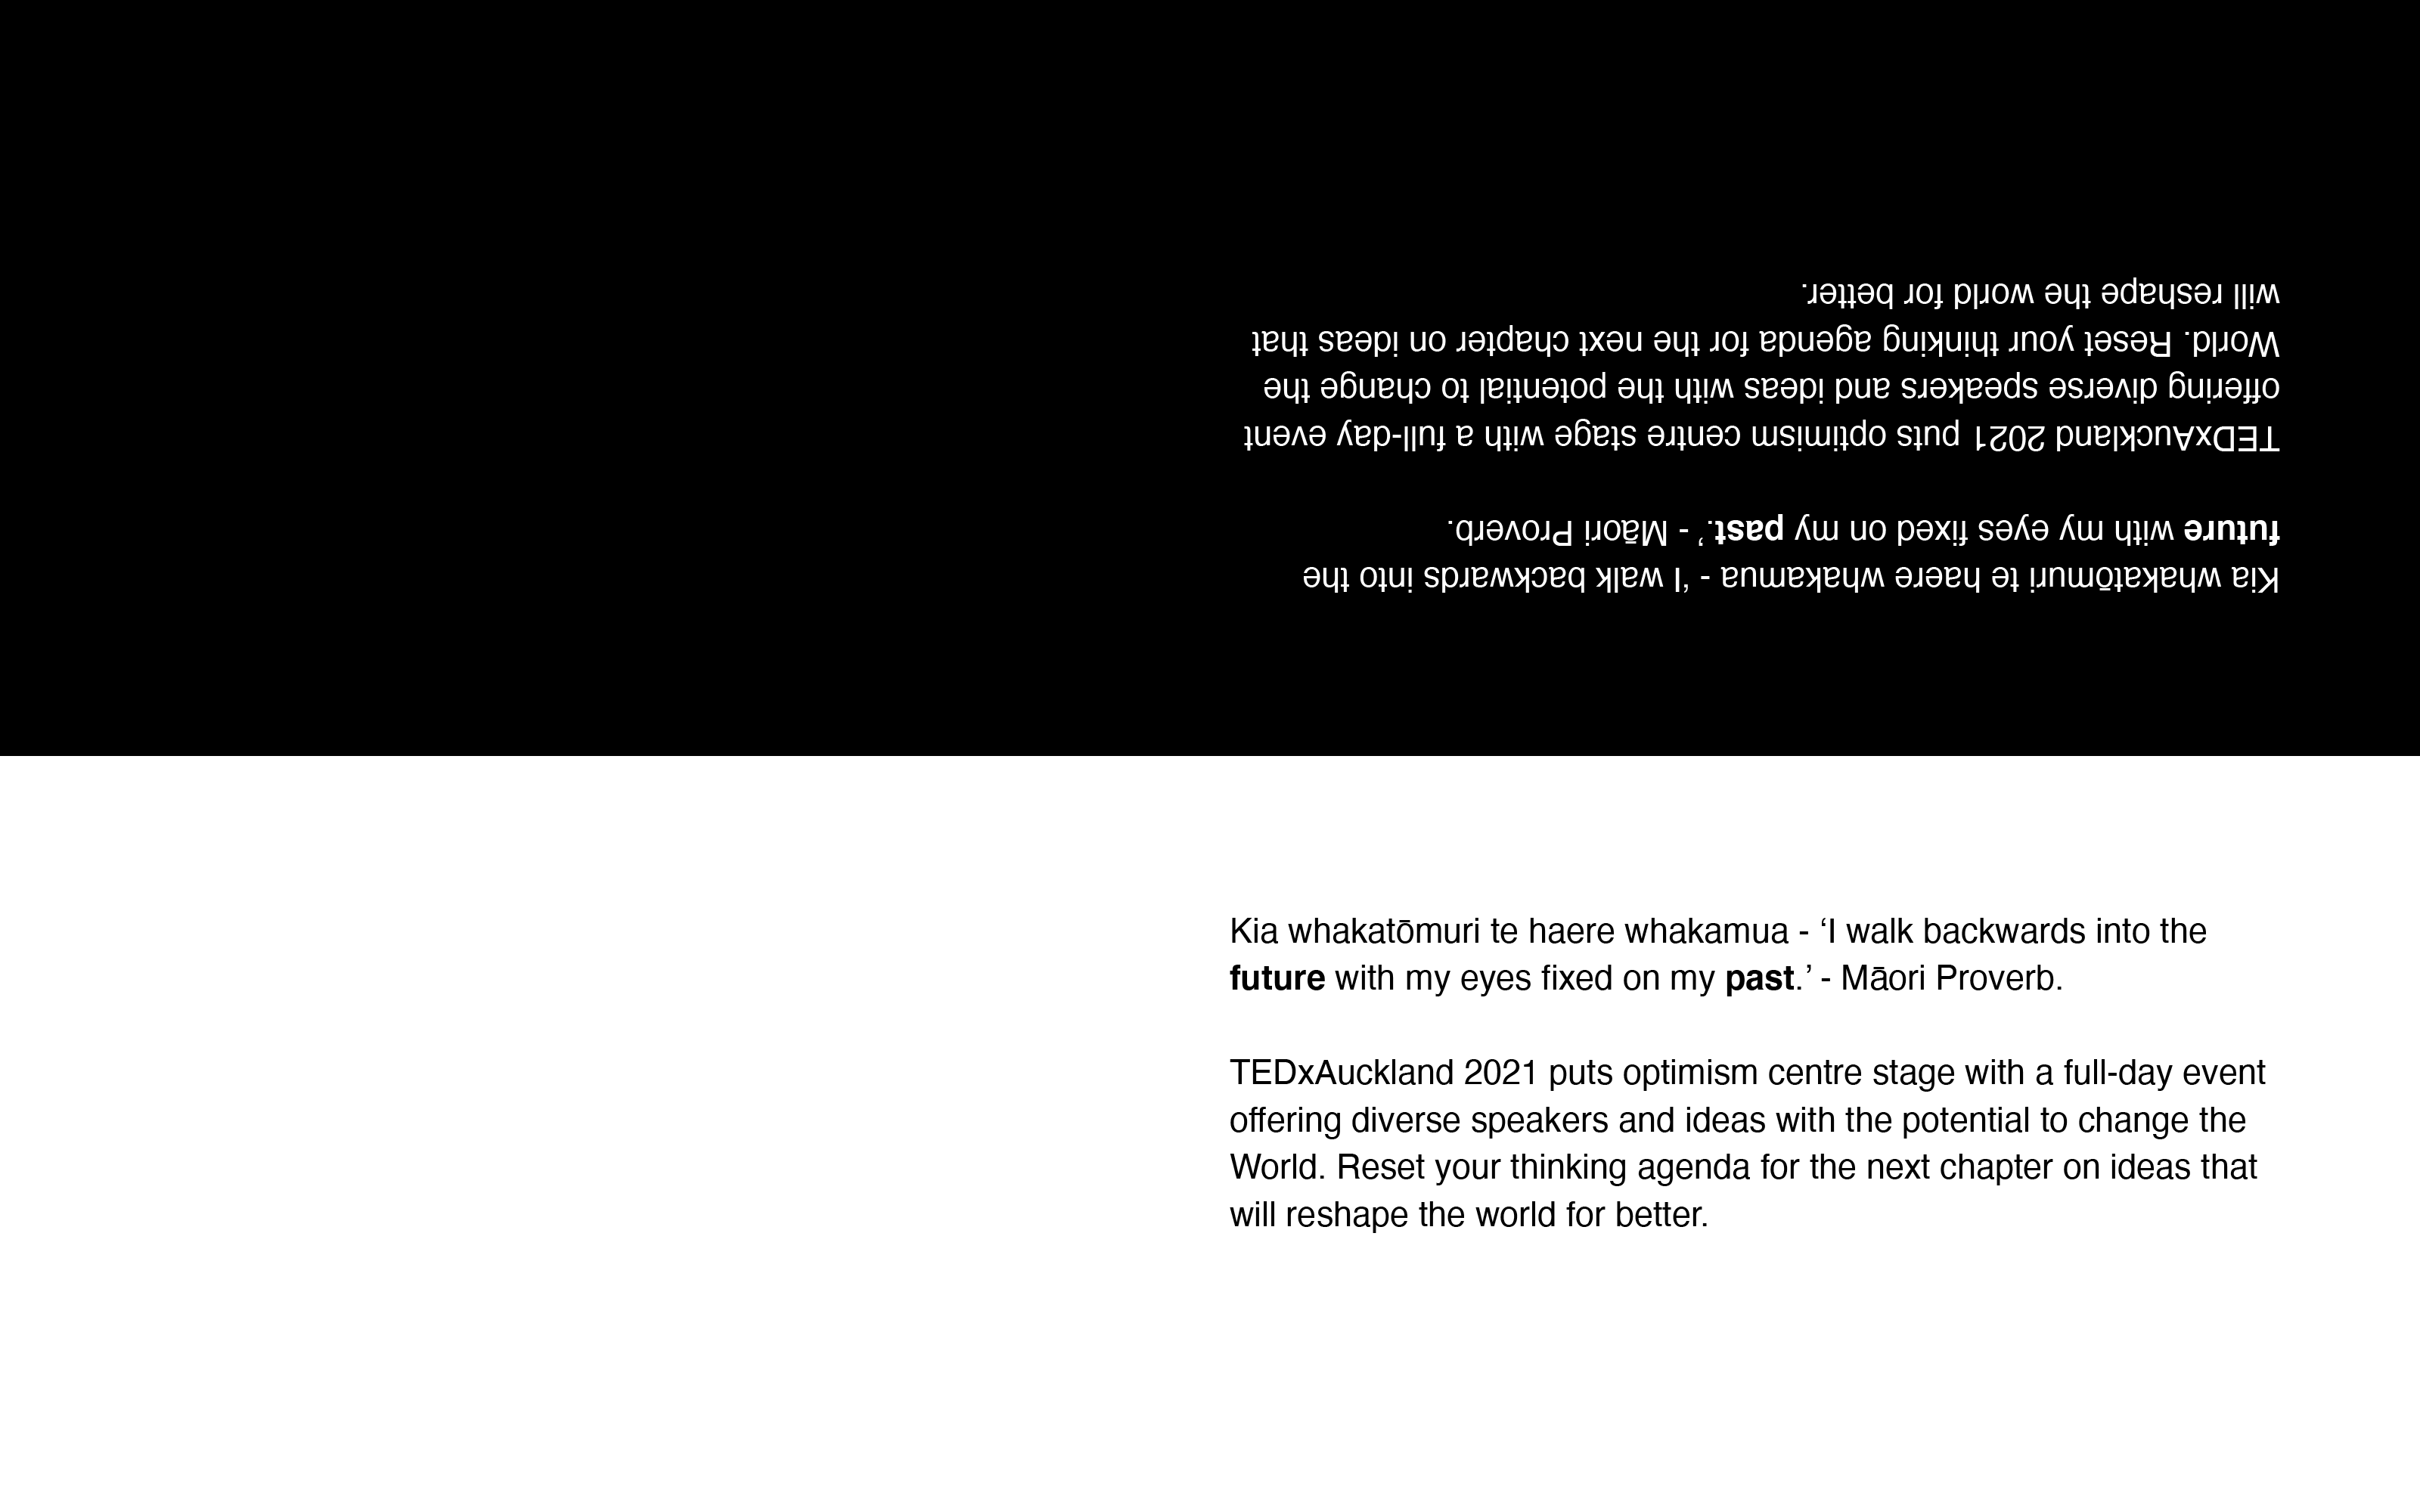 Kia whakatōmuri te haere whakamua - ‘I walk backwards into the
future with my eyes fixed on my past.’ - Māori Proverb.
TEDxAuckland 2021 puts optimism centre stage with a full-day event
offering diverse speakers and ideas with the potential to change the
World. Reset your thinking agenda for the next chapter on ideas that
will reshape the world for better.
Kia whakatōmuri te haere whakamua - ‘I walk backwards into the
future with my eyes fixed on my past.’ - Māori Proverb.
TEDxAuckland 2021 puts optimism centre stage with a full-day event
offering diverse speakers and ideas with the potential to change the
World. Reset your thinking agenda for the next chapter on ideas that
will reshape the world for better.